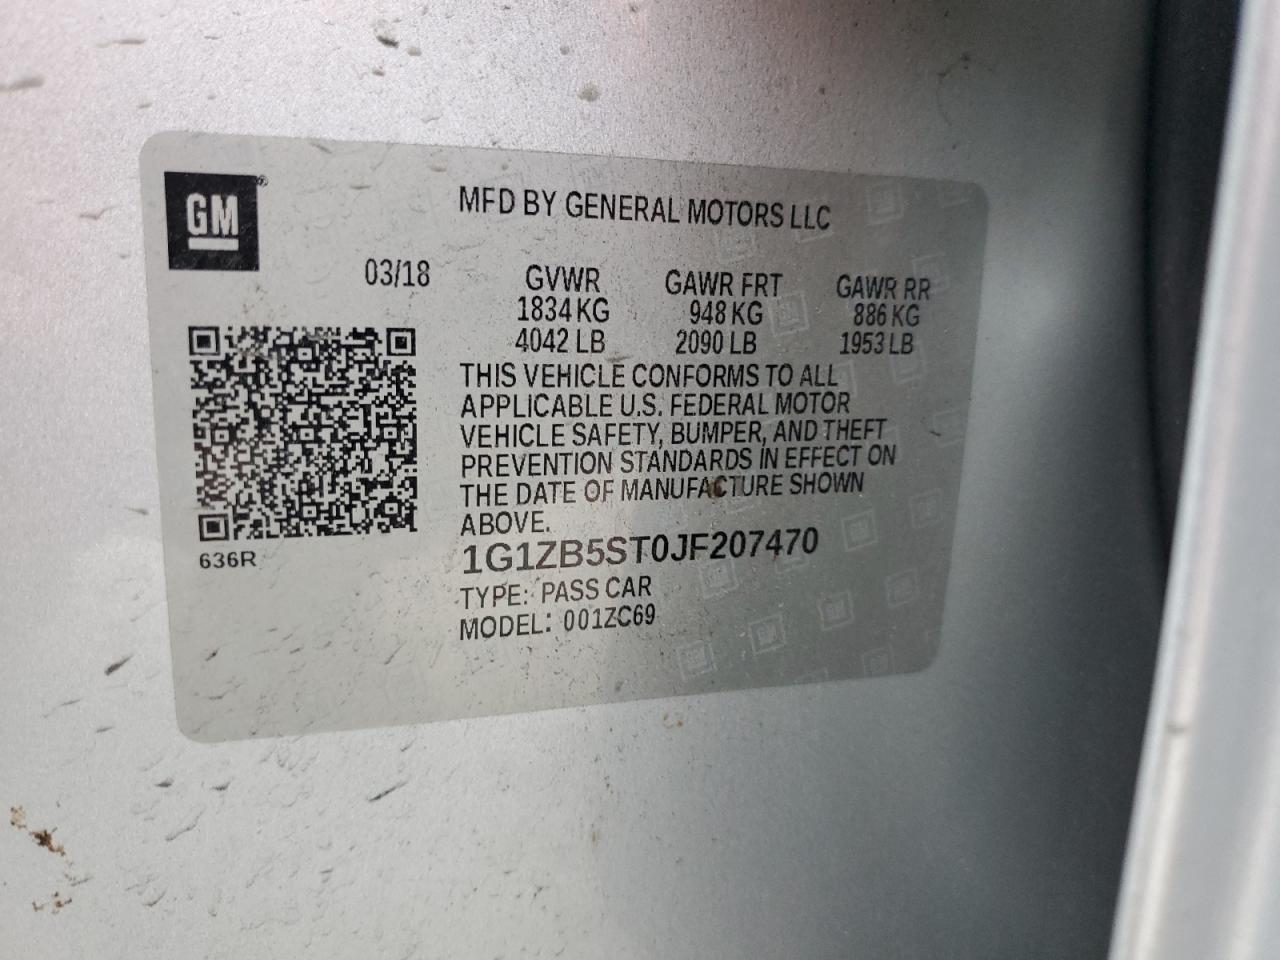 GM®
MFD BY GENERAL MOTORS LLC
03/18 GVWR GAWR FRT GAWR RR
1834 KG 948 KG 886 KG
4042 LB 2090 LB 1953 LB
THIS VEHICLE CONFORMS TO ALL
APPLICABLE U.S. FEDERAL MOTOR
VEHICLE SAFETY, BUMPER, AND THEFT
PREVENTION STANDARDS IN EFFECT ON
THE DATE OF MANUFACTURE SHOWN
ABOVE.
636R
1G1ZB5ST0JF207470
TYPE: PASS CAR
MODEL: 001ZC69